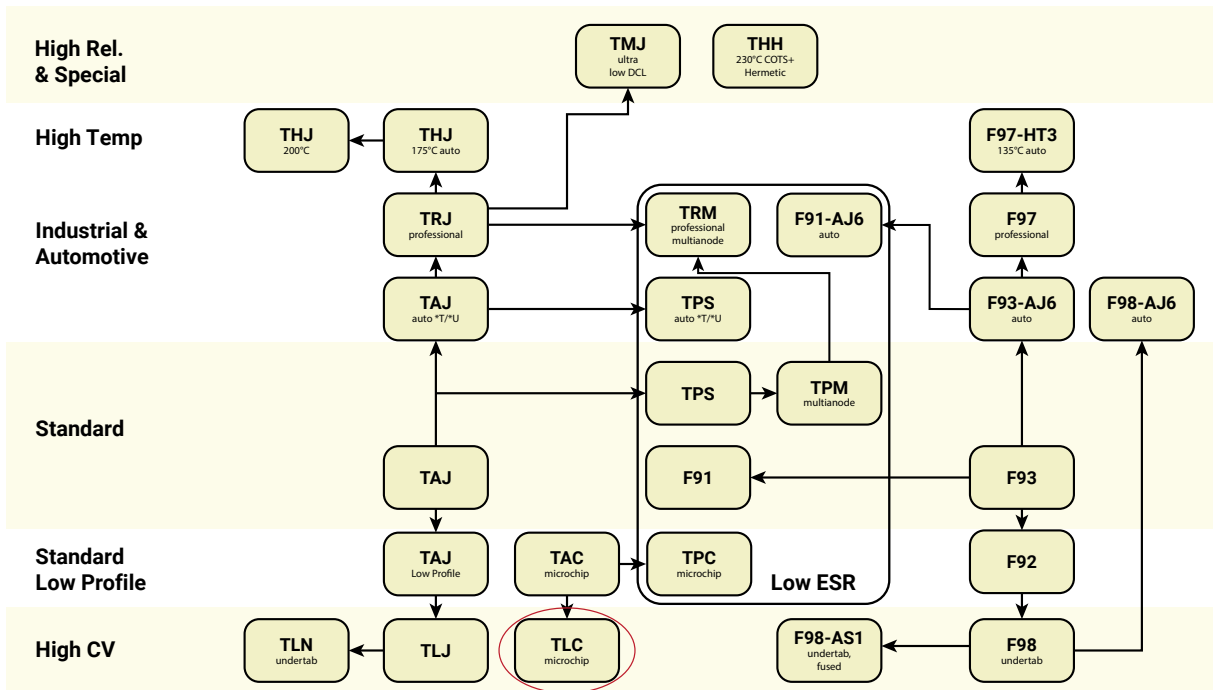 High Rel.
& Special
TMJ
ultra
low DCL
THH
230°C COTS+
Hermetic
High Temp
THJ
200°C
THJ
175°C auto
F97-HT3
135°C auto
Industrial &
Automotive
TRJ
professional
TRM
professional
multianode
F91-AJ6
auto
F97
professional
TAJ
auto *T/*U
TPS
auto *T/*U
F93-AJ6
auto
F98-AJ6
auto
Standard
TPS
TPM
multianode
TAJ
F91
F93
Standard
Low Profile
TAJ
Low Profile
TAC
microchip
TPC
microchip
Low ESR
F92
High CV
TLN
undertab
TLJ
TLC
microchip
F98-AS1
undertab,
fused
F98
undertab